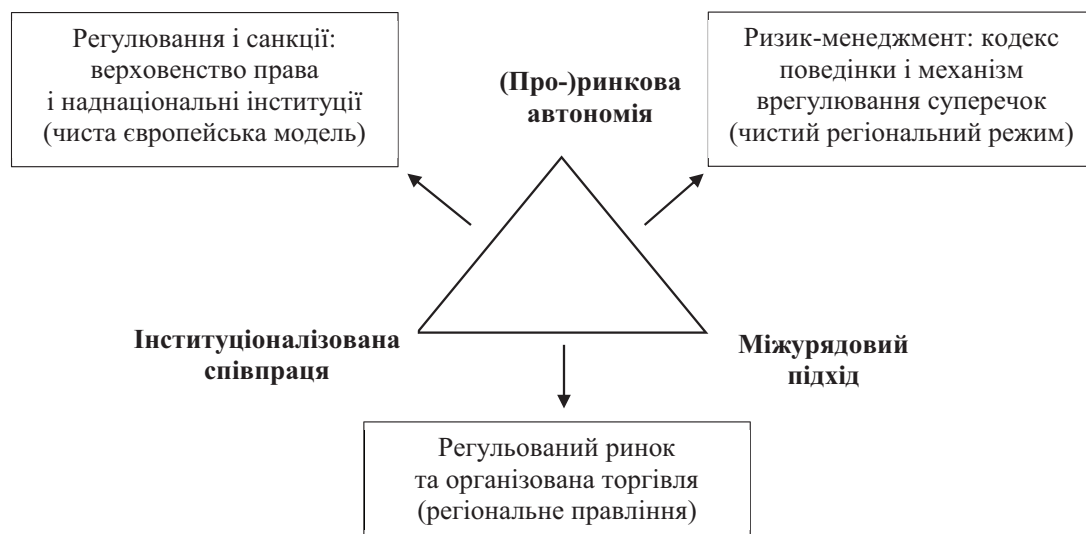 Регулювання і санкції:
верховенство права
і наднаціональні інституції
(чиста європейська модель)
(Про-)ринкова
автономія
Ризик-менеджмент: кодекс
поведінки і механізм
врегулювання суперечок
(чистий регіональний режим)
Інституціоналізована
співпраця
Міжурядовий
підхід
Регульований ринок
та організована торгівля
(регіональне правління)